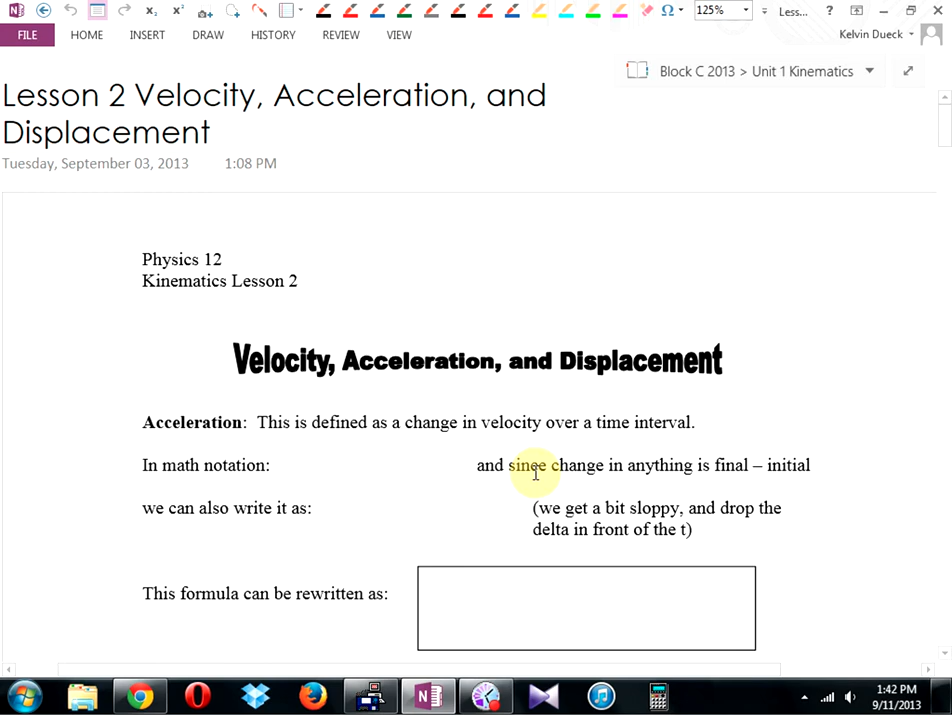 125%
Less...
?
FILE
HOME
INSERT
DRAW
HISTORY
REVIEW
VIEW
Kelvin Dueck
Block C 2013 > Unit 1 Kinematics
Lesson 2 Velocity, Acceleration, and
Displacement
Tuesday, September 03, 2013 1:08 PM
Physics 12
Kinematics Lesson 2
Velocity, Acceleration, and Displacement
Acceleration: This is defined as a change in velocity over a time interval.
In math notation: and since change in anything is final – initial
we can also write it as: (we get a bit sloppy, and drop the
delta in front of the t)
This formula can be rewritten as:
1:42 PM
9/11/2013